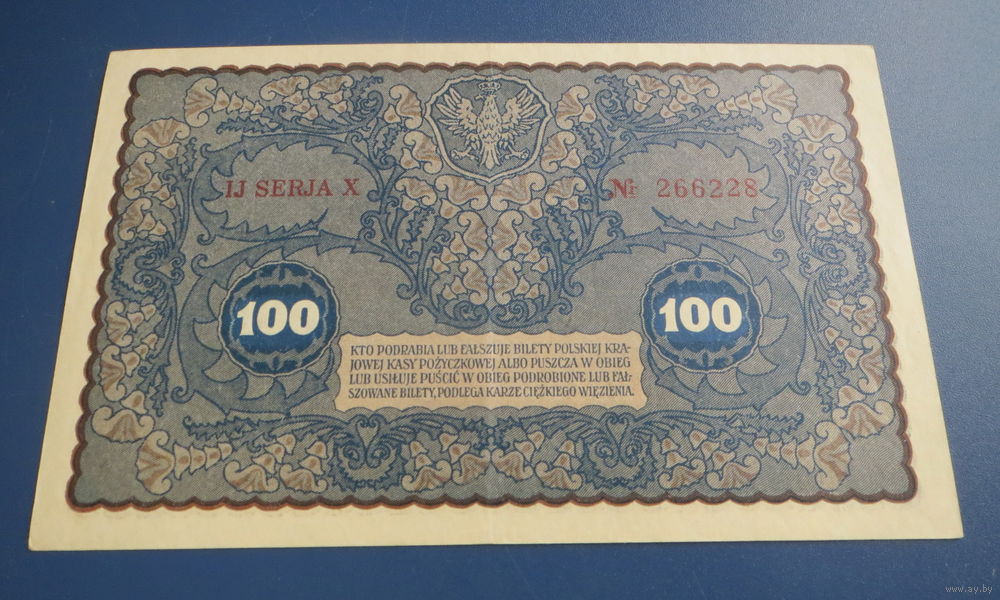 IJ SERJA X
№ 266228
100
100
KTO PODRABIA LUB FAŁSZUJE BILETY POLSKIEJ KRA-
JOWEJ KASY POŻYCZKOWEJ ALBO PUSZCZA W OBIEG
LUB USIŁUJE PUŚCIĆ W OBIEG PODROBIONE LUB FAŁ-
SZOWANE BILETY, PODLEGA KARZE CIĘŻKIEGO WIĘZIENIA.
www.ay.by